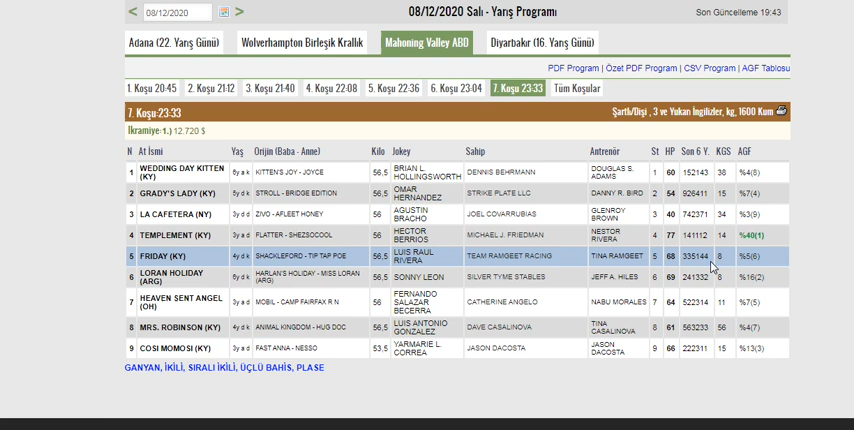 < 08/12/2020 > 08/12/2020 Salı - Yarış Programı Son Güncelleme 19:43
Adana (22. Yarış Günü) Wolverhampton Birleşik Krallık Mahoning Valley ABD Diyarbakır (16. Yarış Günü)
PDF Program | Özet PDF Program | CSV Program | AGF Tablosu
1. Koşu 20-45 2. Koşu 21-12 3. Koşu 21-40 4. Koşu 22-08 5. Koşu 22-36 6. Koşu 23-04 7. Koşu 23-33 Tüm Koşular
7. Koşu:23-33 Şartlı/Dişi , 3 ve Yukarı İngilizler, kg, 1600 Kum
İkramiye:1.) 12.720 $
N At İsmi Yaş Orijin (Baba - Anne) Kilo Jokey Sahip Antrenör St HP Son 6 Y. KGS AGF
1 WEDDING DAY KITTEN (KY) 6y a k KITTEN'S JOY - JOYCE 56,5 BRIAN L. HOLLINGSWORTH DENNIS BEHRMANN DOUGLAS S. ADAMS 1 60 152143 38 %4(8)
2 GRADY'S LADY (KY) 5y d k STROLL - BRIDGE EDITION 56,5 OMAR HERNANDEZ STRIKE PLATE LLC DANNY R. BIRD 2 54 926411 15 %7(4)
3 LA CAFETERA (NY) 3y d d ZIVO - AFLEET HONEY 56 AGUSTIN BRACHO JOEL COVARRUBIAS GLENROY BROWN 3 40 742371 34 %3(9)
4 TEMPLEMENT (KY) 3y a d FLATTER - SHEZSOCOOL 56 HECTOR BERRIOS MICHAEL J. FRIEDMAN NESTOR RIVERA 4 77 141112 14 %40(1)
5 FRIDAY (KY) 4y d k SHACKLEFORD - TIP TAP POE 56,5 LUIS RAUL RIVERA TEAM RAMGEET RACING TINA RAMGEET 5 68 335144 8 %5(6)
6 LORAN HOLIDAY (ARG) 6y d k HARLAN'S HOLIDAY - MISS LORAN (ARG) 56,5 SONNY LEON SILVER TYME STABLES JEFF A. HILES 6 69 241332 8 %16(2)
7 HEAVEN SENT ANGEL (OH) 3y a d MOBIL - CAMP FAIRFAX R N 56 FERNANDO SALAZAR BECERRA CATHERINE ANGELO NABU MORALES 7 64 522314 11 %7(5)
8 MRS. ROBINSON (KY) 4y d k ANIMAL KINGDOM - HUG DOC 56,5 LUIS ANTONIO GONZALEZ DAVE CASALINOVA TINA CASALINOVA 8 61 563233 56 %4(7)
9 COSI MOMOSI (KY) 3y a d FAST ANNA - NESSO 53,5 YARMARIE L. CORREA JASON DACOSTA JASON DACOSTA 9 66 222311 15 %13(3)
GANYAN, İKİLİ, SIRALI İKİLİ, ÜÇLÜ BAHİS, PLASE